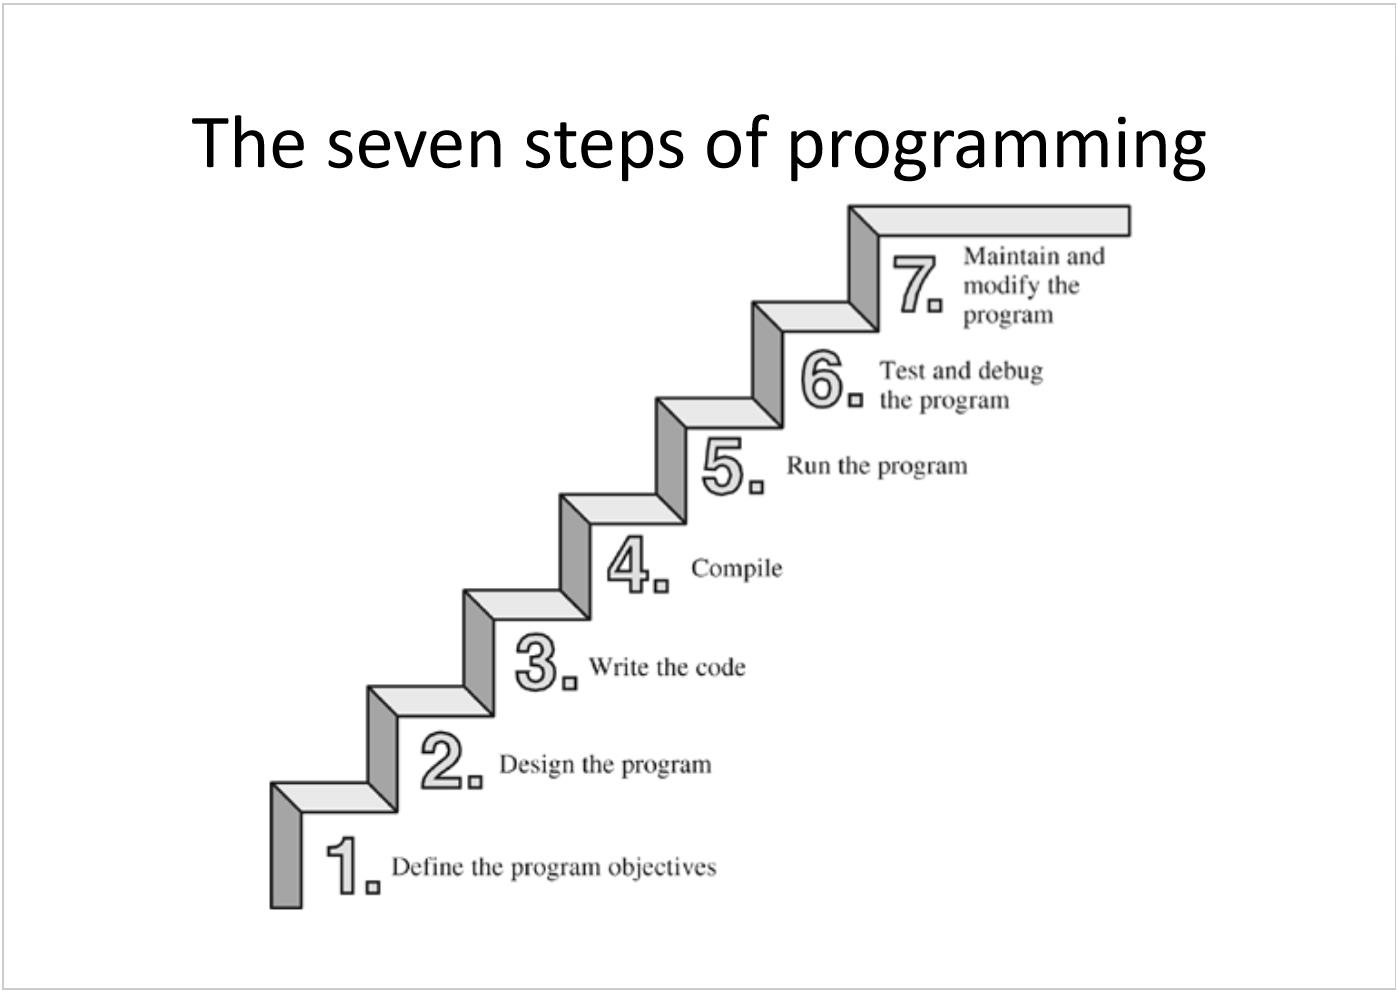 The seven steps of programming
7. Maintain and
modify the
program
6. Test and debug
the program
5. Run the program
4. Compile
3. Write the code
2. Design the program
1. Define the program objectives